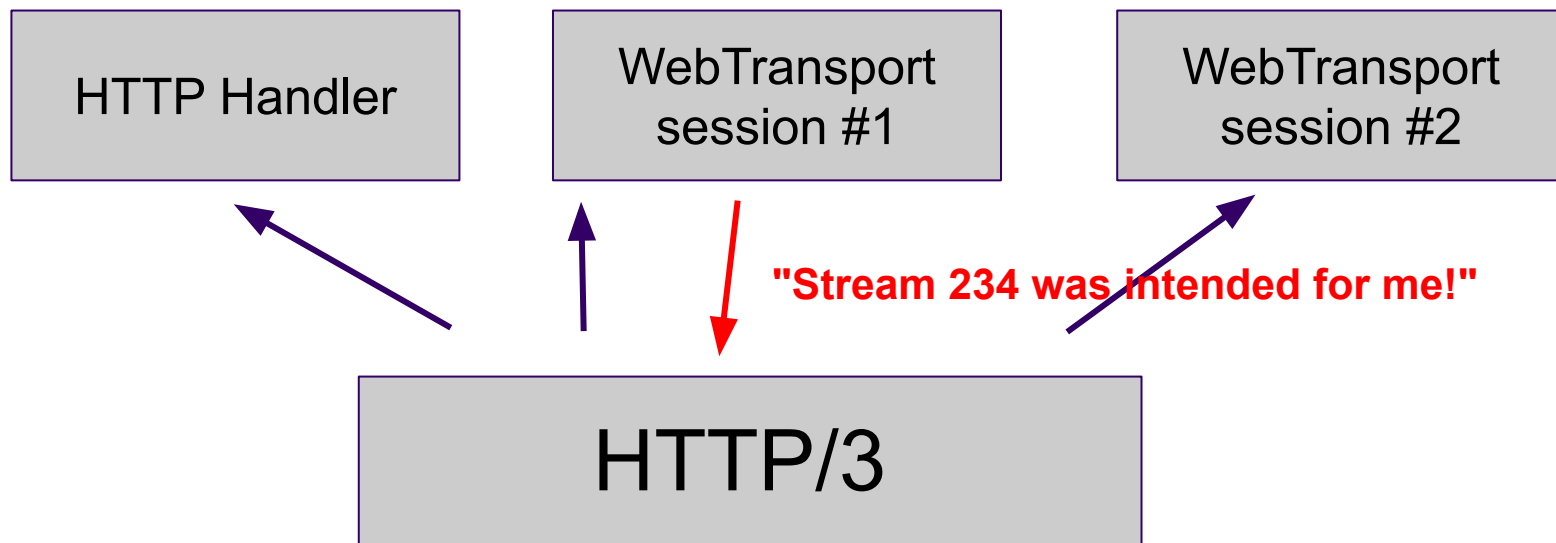 HTTP Handler
WebTransport
session #1
WebTransport
session #2
"Stream 234 was intended for me!"
HTTP/3